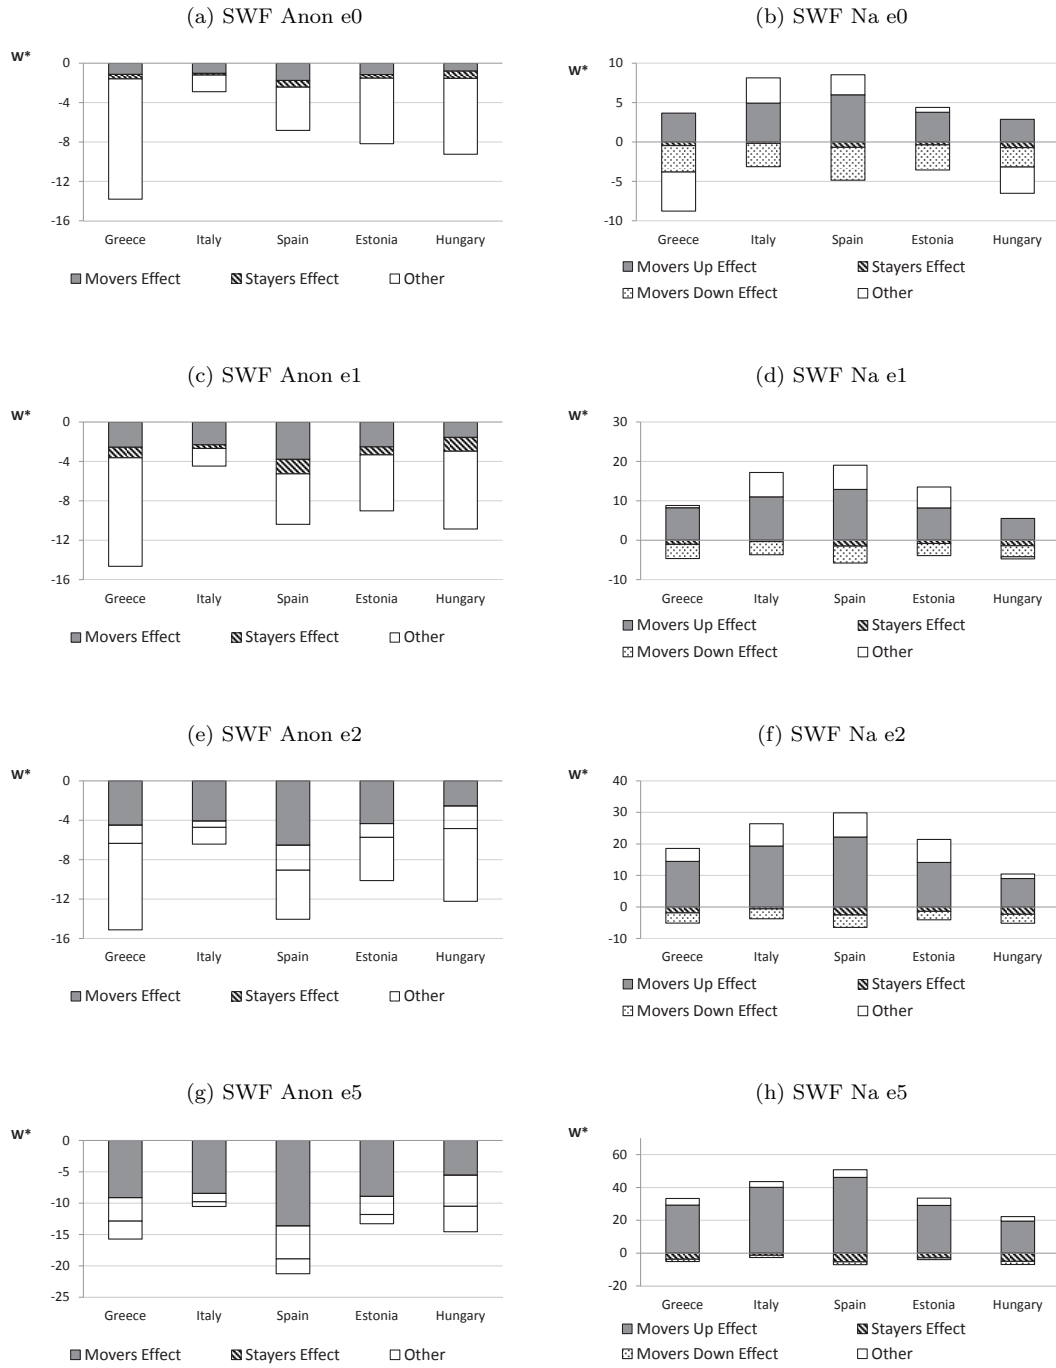 (a) SWF Anon e0
W*
0
-4
-8
-12
-16
Greece Italy Spain Estonia Hungary
Movers Effect Stayers Effect Other
(b) SWF Na e0
W*
10
5
0
-5
-10
Greece Italy Spain Estonia Hungary
Movers Up Effect Stayers Effect
Movers Down Effect Other
(c) SWF Anon e1
W*
0
-4
-8
-12
-16
Greece Italy Spain Estonia Hungary
Movers Effect Stayers Effect Other
(d) SWF Na e1
W*
30
20
10
0
-10
Greece Italy Spain Estonia Hungary
Movers Up Effect Stayers Effect
Movers Down Effect Other
(e) SWF Anon e2
W*
0
-4
-8
-12
-16
Greece Italy Spain Estonia Hungary
Movers Effect Stayers Effect Other
(f) SWF Na e2
W*
40
30
20
10
0
-10
Greece Italy Spain Estonia Hungary
Movers Up Effect Stayers Effect
Movers Down Effect Other
(g) SWF Anon e5
W*
0
-5
-10
-15
-20
-25
Greece Italy Spain Estonia Hungary
Movers Effect Stayers Effect Other
(h) SWF Na e5
W*
60
40
20
0
-20
Greece Italy Spain Estonia Hungary
Movers Up Effect Stayers Effect
Movers Down Effect Other